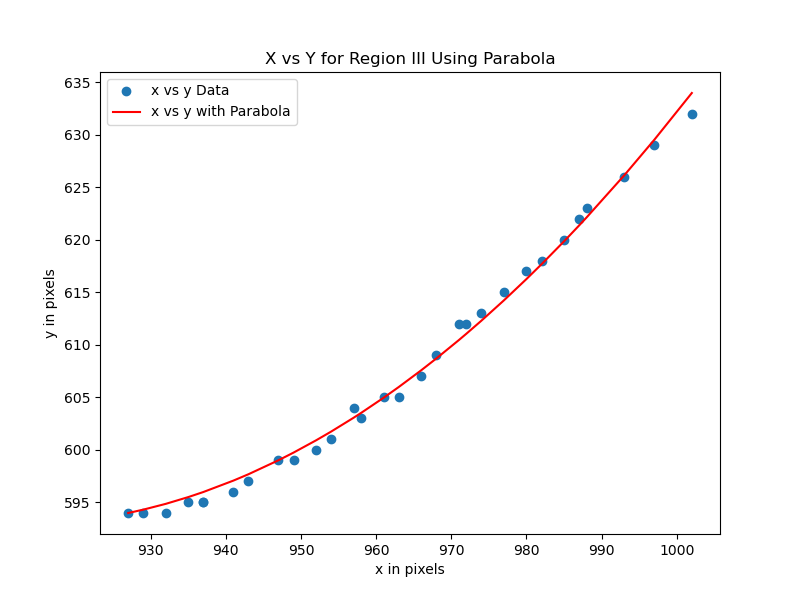 X vs Y for Region III Using Parabola
x vs y Data
x vs y with Parabola
635
630
625
620
615
610
605
600
595
y in pixels
930 940 950 960 970 980 990 1000
x in pixels